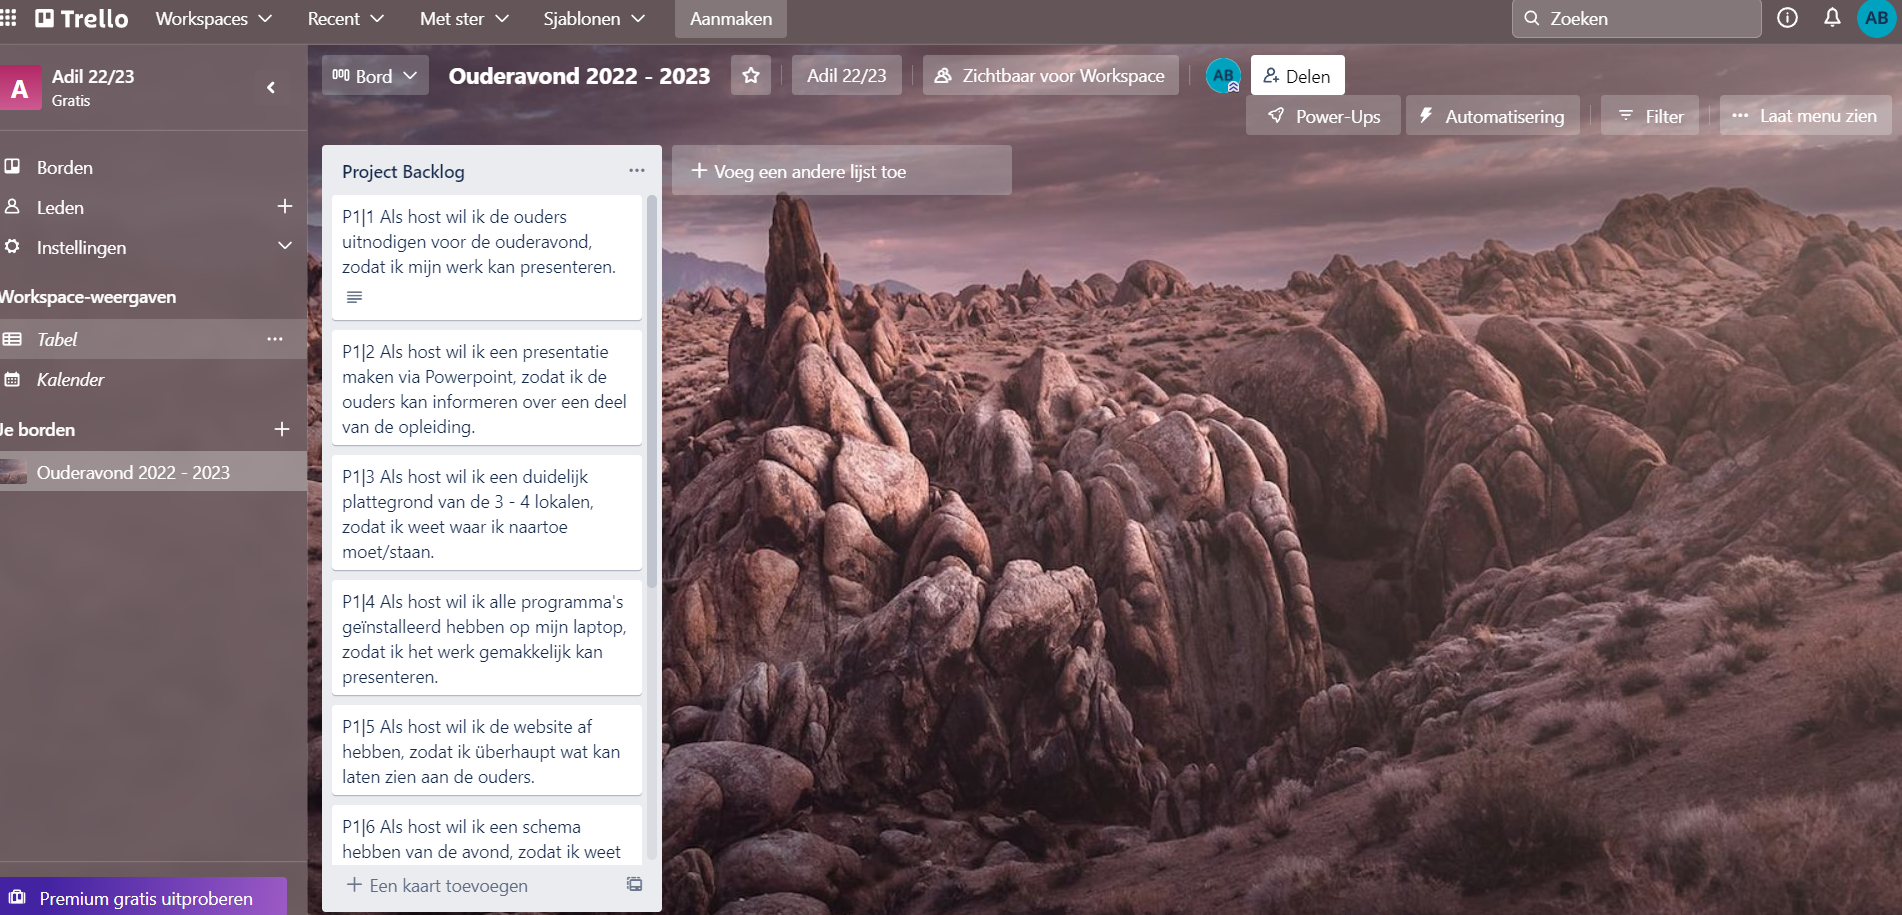 Trello
Workspaces
Recent
Met ster
Sjablonen
Aanmaken
Zoeken
AB
A
Adil 22/23
Gratis
Bord
Ouderavond 2022 - 2023
Adil 22/23
Zichtbaar voor Workspace
AB
Delen
Power-Ups
Automatisering
Filter
Laat menu zien
Borden
Leden
Instellingen
Workspace-weergaven
Tabel
Kalender
Je borden
Ouderavond 2022 - 2023
Premium gratis uitproberen
Project Backlog
P1|1 Als host wil ik de ouders
uitnodigen voor de ouderavond,
zodat ik mijn werk kan presenteren.
P1|2 Als host wil ik een presentatie
maken via Powerpoint, zodat ik de
ouders kan informeren over een deel
van de opleiding.
P1|3 Als host wil ik een duidelijk
plattegrond van de 3 - 4 lokalen,
zodat ik weet waar ik naartoe
moet/staan.
P1|4 Als host wil ik alle programma's
geïnstalleerd hebben op mijn laptop,
zodat ik het werk gemakkelijk kan
presenteren.
P1|5 Als host wil ik de website af
hebben, zodat ik überhaupt wat kan
laten zien aan de ouders.
P1|6 Als host wil ik een schema
hebben van de avond, zodat ik weet
Een kaart toevoegen
Voeg een andere lijst toe